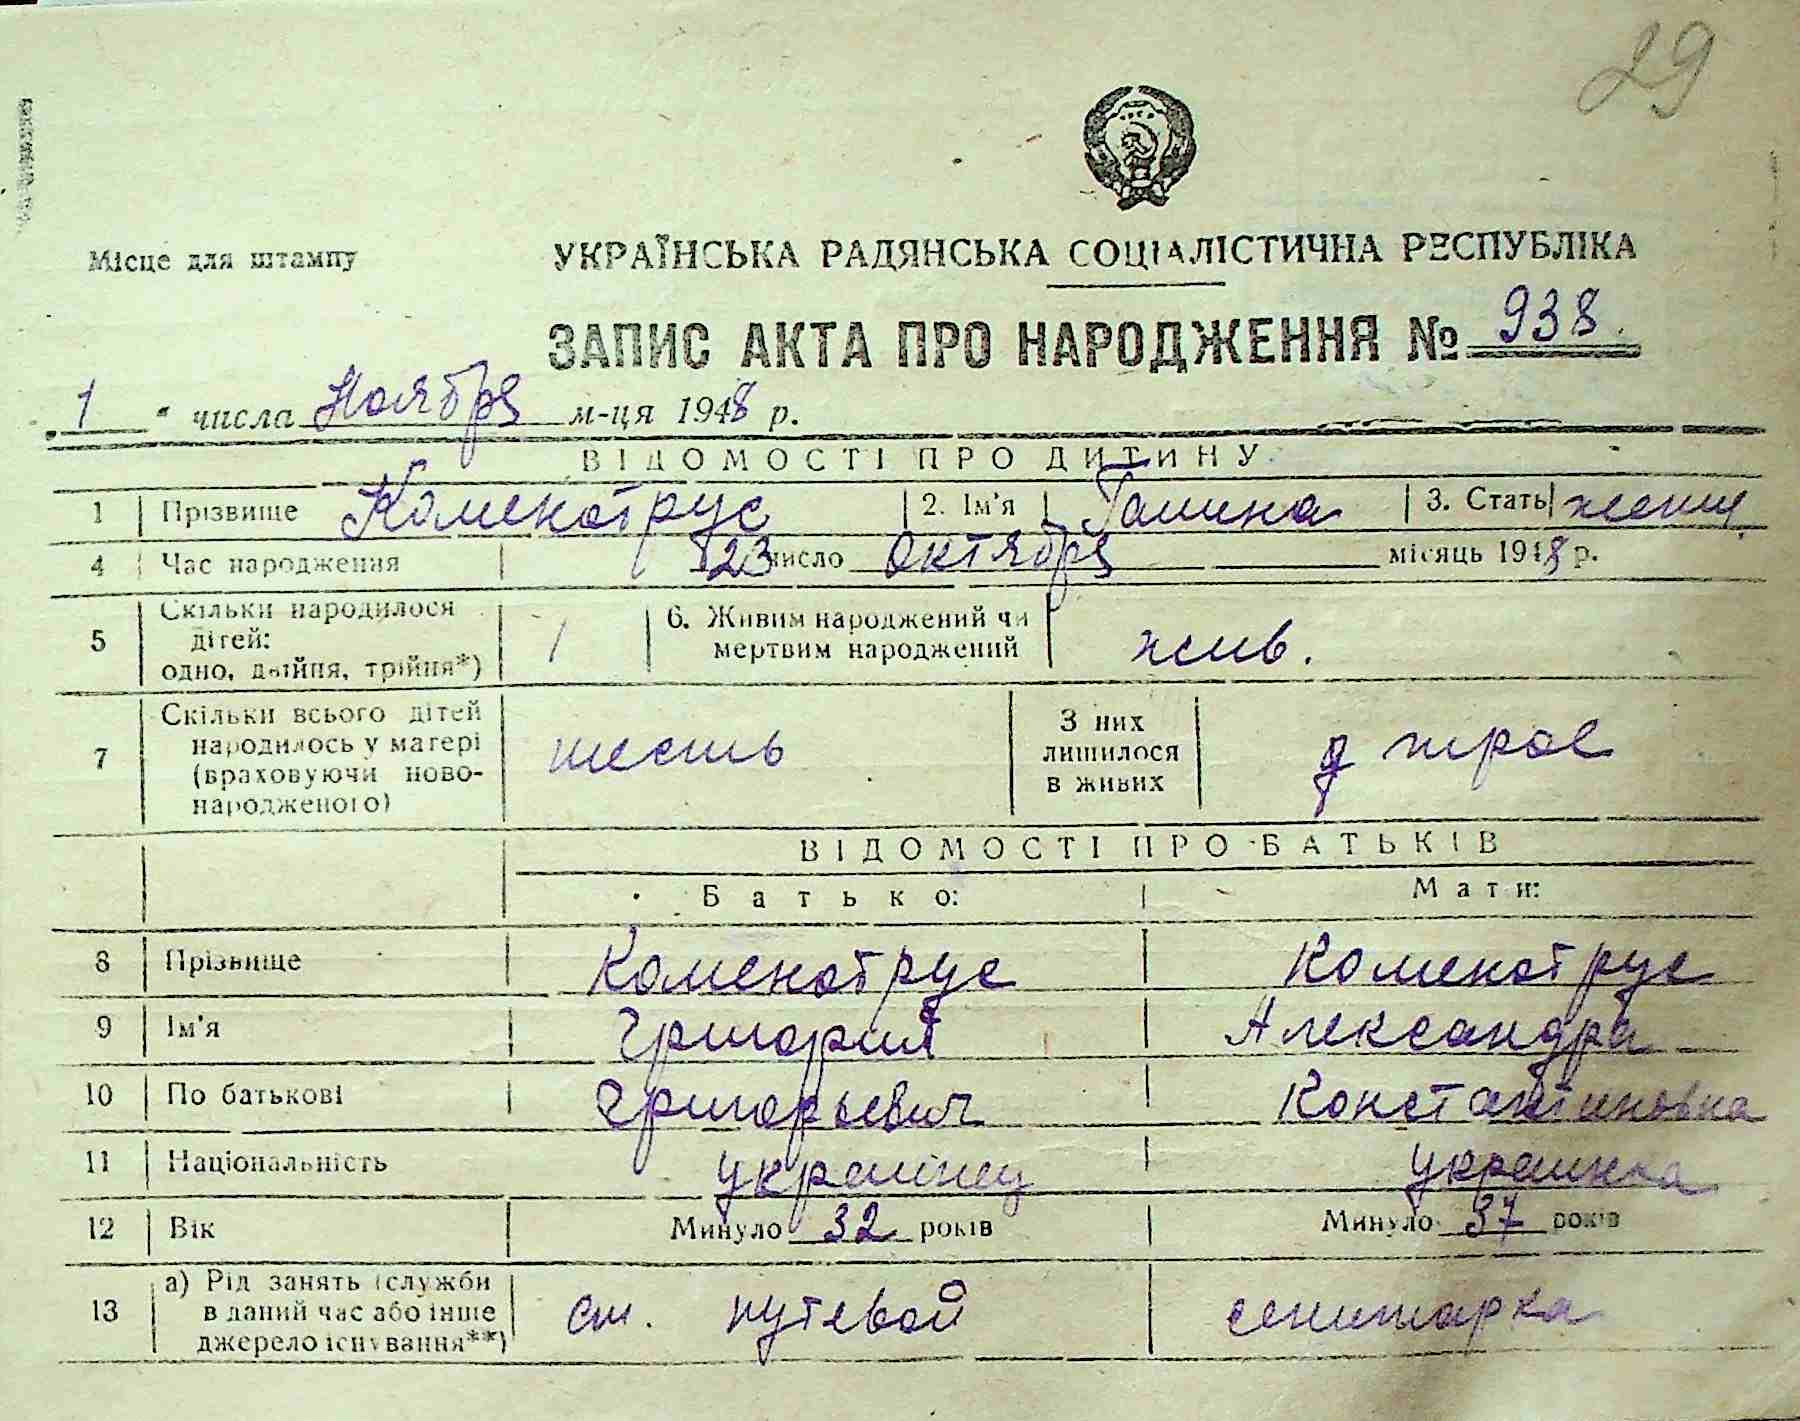 29
Місце для штампу
УКРАЇНСЬКА РАДЯНСЬКА СОЦІАЛІСТИЧНА РЕСПУБЛІКА
ЗАПИС АКТА ПРО НАРОДЖЕННЯ № 938
1 " числа Ноября м-ця 1948 р.
ВІДОМОСТІ ПРО ДИТИНУ
1 Прізвище Коменотрус 2. Ім'я Галина 3. Стать женщ
4 Час народження 23 число октября місяць 1948 р.
5 Скільки народилося дітей: одно, двійня, трійня*) 1 6. Живим народжений чи мертвим народжений жив.
7 Скільки всього дітей народилось у матері (враховуючи новонародженого) шесть З них лишилося в живих трое
ВІДОМОСТІ ПРО БАТЬКІВ
Батько: Мати:
8 Прізвище Коменотрус Коменотрус
9 Ім'я Григорий Александра
10 По батькові Григорьевич Константиновна
11 Національність украінец украинка
12 Вік Минуло 32 років Минуло 37 років
13 а) Рід занять (служби в даний час або інше джерело існування**) ст. путевой санитарка